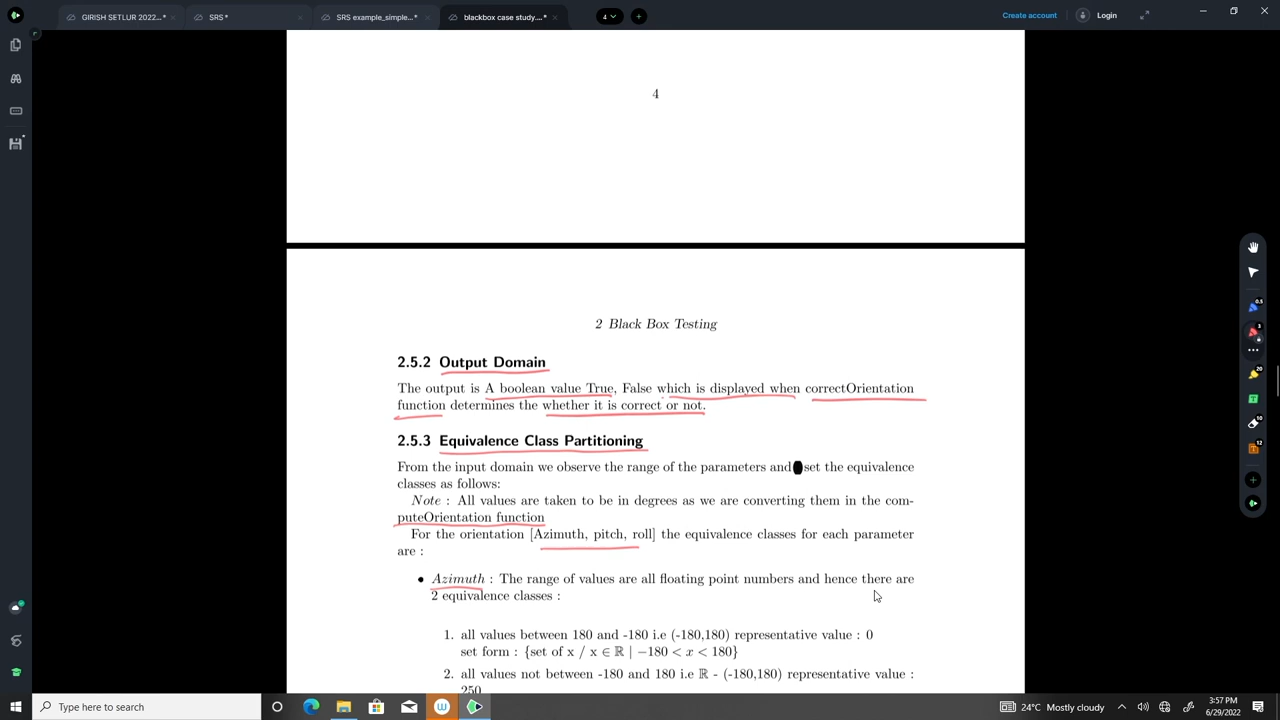 GIRISH SETLUR 2022...*
SRS*
SRS example_simple...*
blackbox case study....*
4
Create account
Login
4
2 Black Box Testing
2.5.2 Output Domain
The output is A boolean value True, False which is displayed when correctOrientation
function determines the whether it is correct or not.
2.5.3 Equivalence Class Partitioning
From the input domain we observe the range of the parameters and set the equivalence
classes as follows:
Note : All values are taken to be in degrees as we are converting them in the com-
puteOrientation function
For the orientation [Azimuth, pitch, roll] the equivalence classes for each parameter
are :
• Azimuth : The range of values are all floating point numbers and hence there are
2 equivalence classes :
1. all values between 180 and -180 i.e (-180,180) representative value : 0
set form : {set of x / x ∈ ℝ | −180 < x < 180}
2. all values not between -180 and 180 i.e ℝ - (-180,180) representative value :
250
Type here to search
24°C Mostly cloudy
3:57 PM
6/29/2022